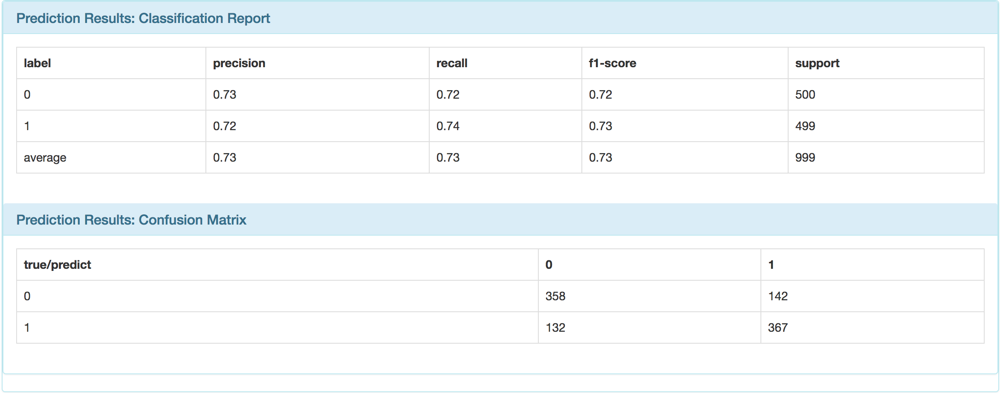 Prediction Results: Classification Report
label precision recall f1-score support
0 0.73 0.72 0.72 500
1 0.72 0.74 0.73 499
average 0.73 0.73 0.73 999
Prediction Results: Confusion Matrix
true/predict 0 1
0 358 142
1 132 367